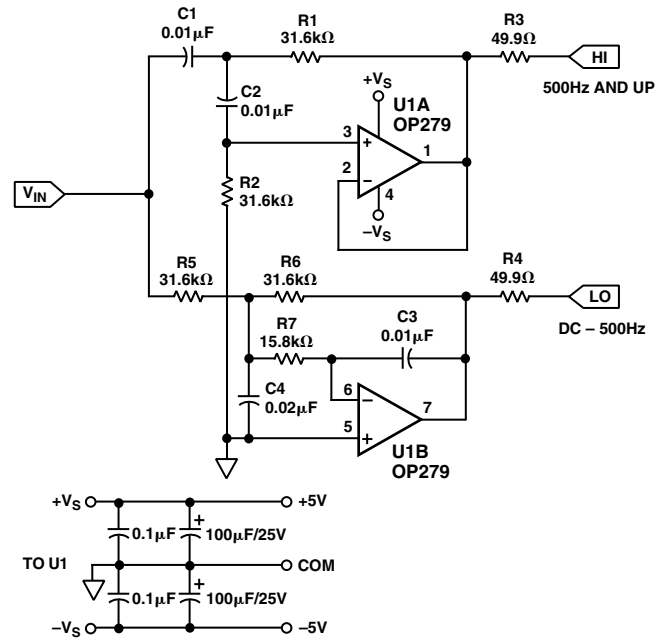 C1
0.01µF
R1
31.6kΩ
R3
49.9Ω
HI
500Hz AND UP
C2
0.01µF
+VS
U1A
OP279
3
+
1
2
−
4
−VS
R2
31.6kΩ
VIN
R5
31.6kΩ
R6
31.6kΩ
R4
49.9Ω
LO
DC – 500Hz
R7
15.8kΩ
C3
0.01µF
C4
0.02µF
6
−
7
5
+
U1B
OP279
+VS
+5V
0.1µF
+
100µF/25V
TO U1
COM
0.1µF
+
100µF/25V
−VS
−5V